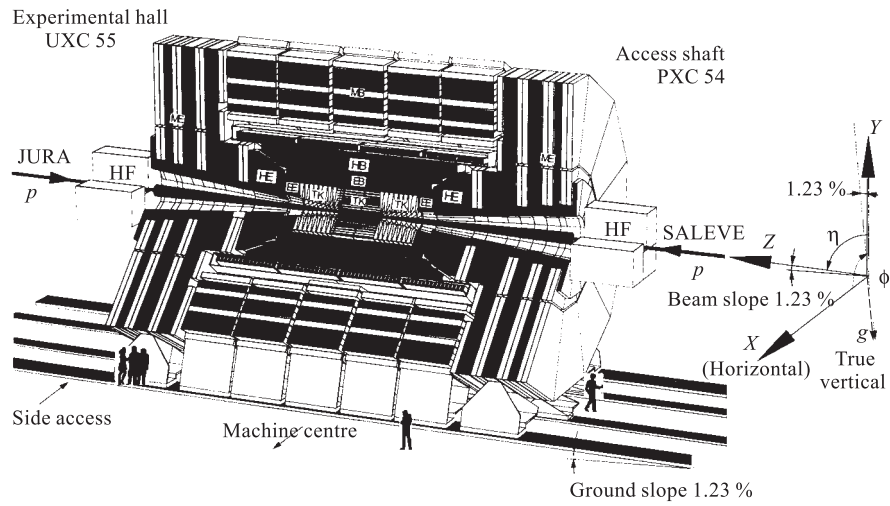 Experimental hall
UXC 55
Access shaft
PXC 54
MB
ME
ME
Y
JURA
HF
p
HB
HE
EB
HE
EE
TK
TK
TK
EE
1.23 %
HF
SALEVE
p
Z
η
ϕ
Beam slope 1.23 %
g
X
(Horizontal)
True
vertical
Side access
Machine centre
Ground slope 1.23 %